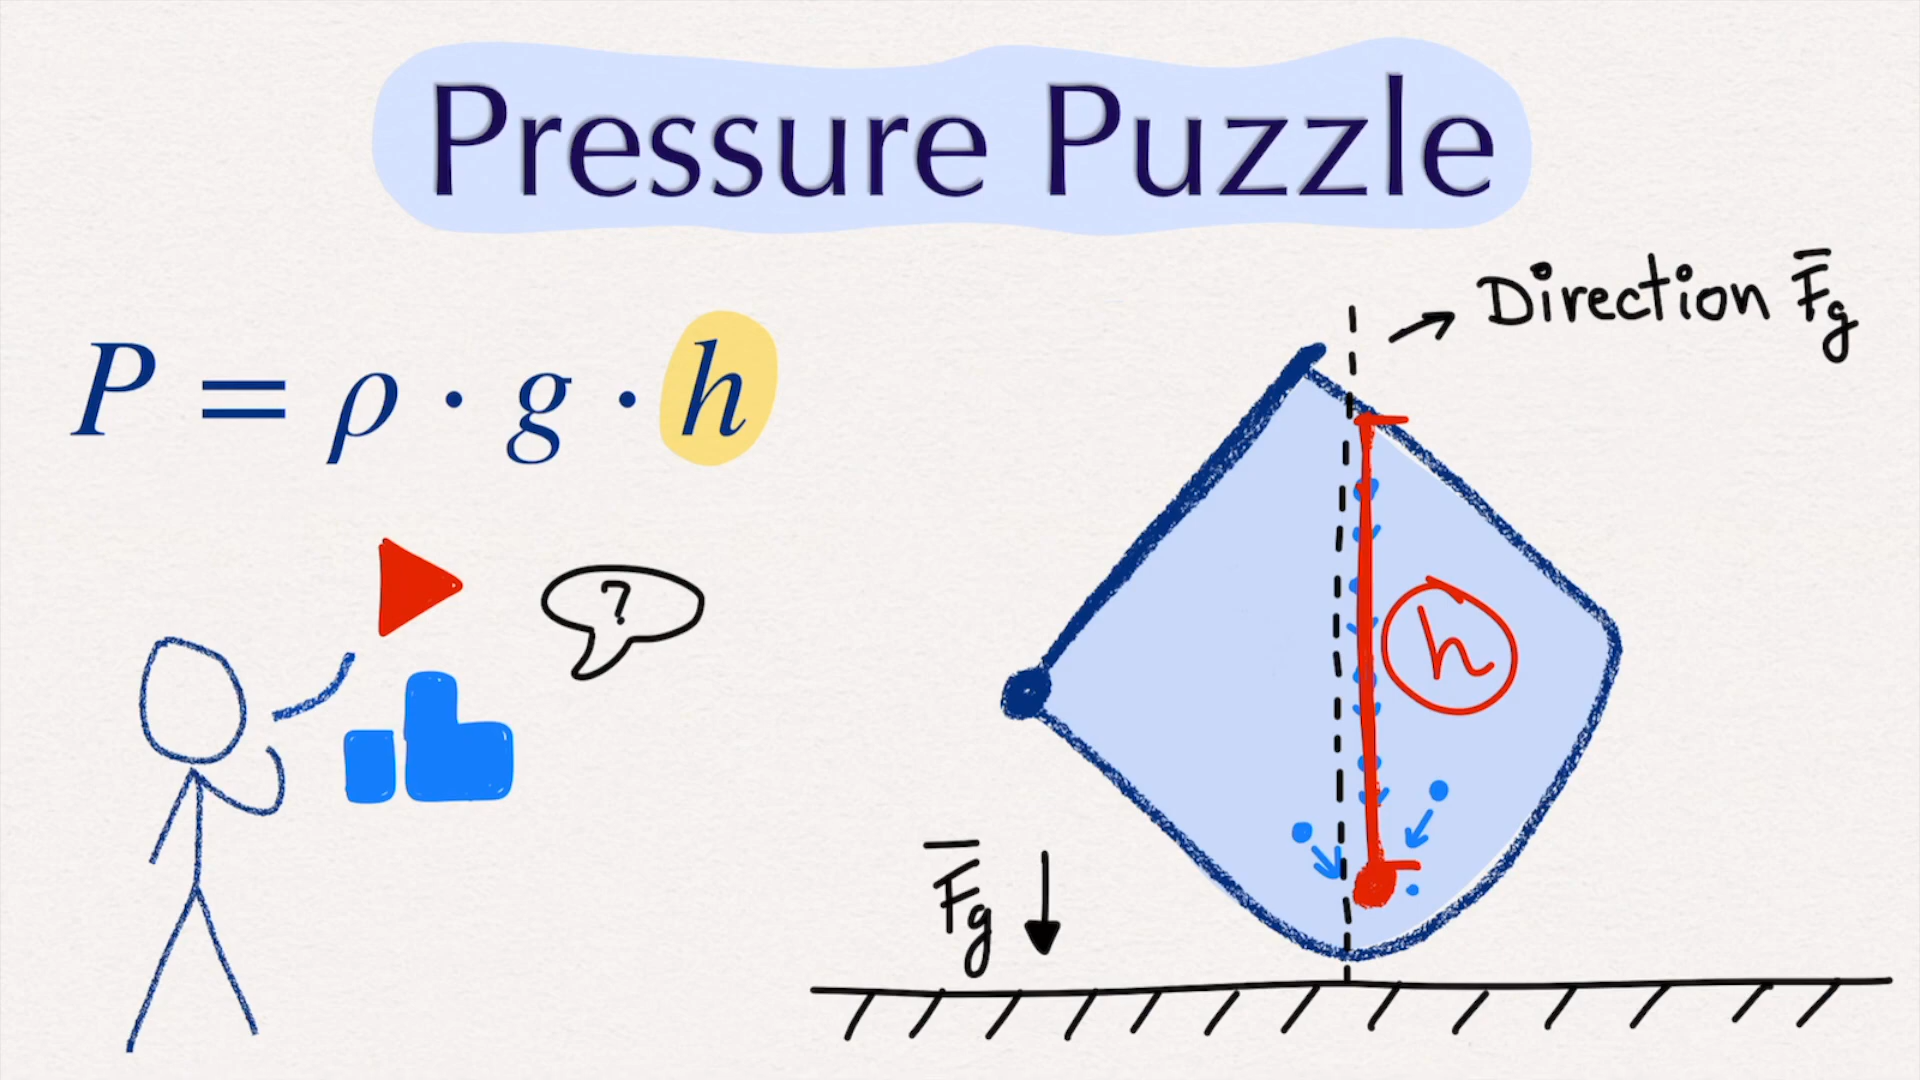 Pressure Puzzle
P = ρ · g · h
Direction F̅g
?
h
F̅g